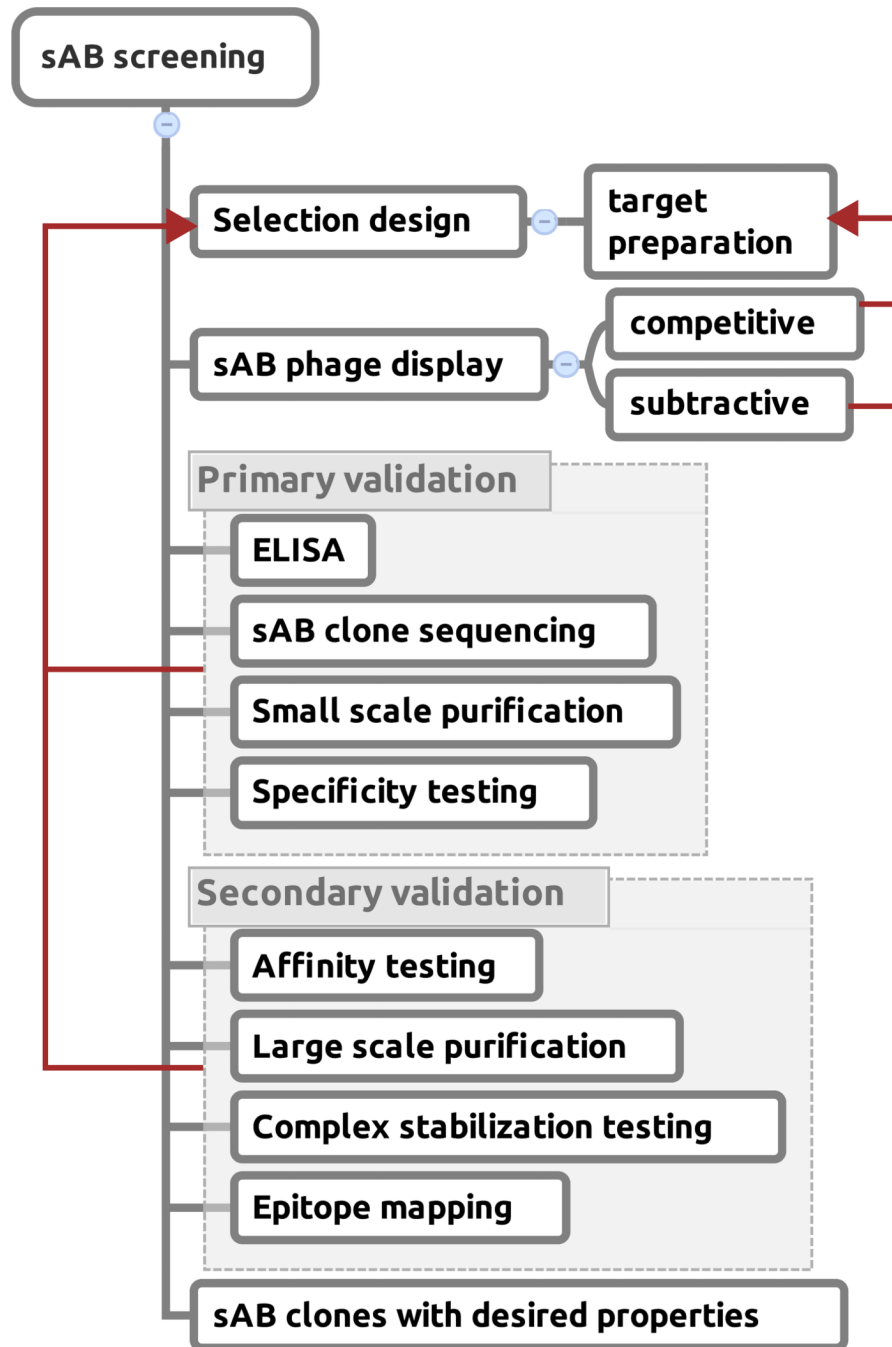 sAB screening
Selection design
target
preparation
sAB phage display
competitive
subtractive
Primary validation
ELISA
sAB clone sequencing
Small scale purification
Specificity testing
Secondary validation
Affinity testing
Large scale purification
Complex stabilization testing
Epitope mapping
sAB clones with desired properties